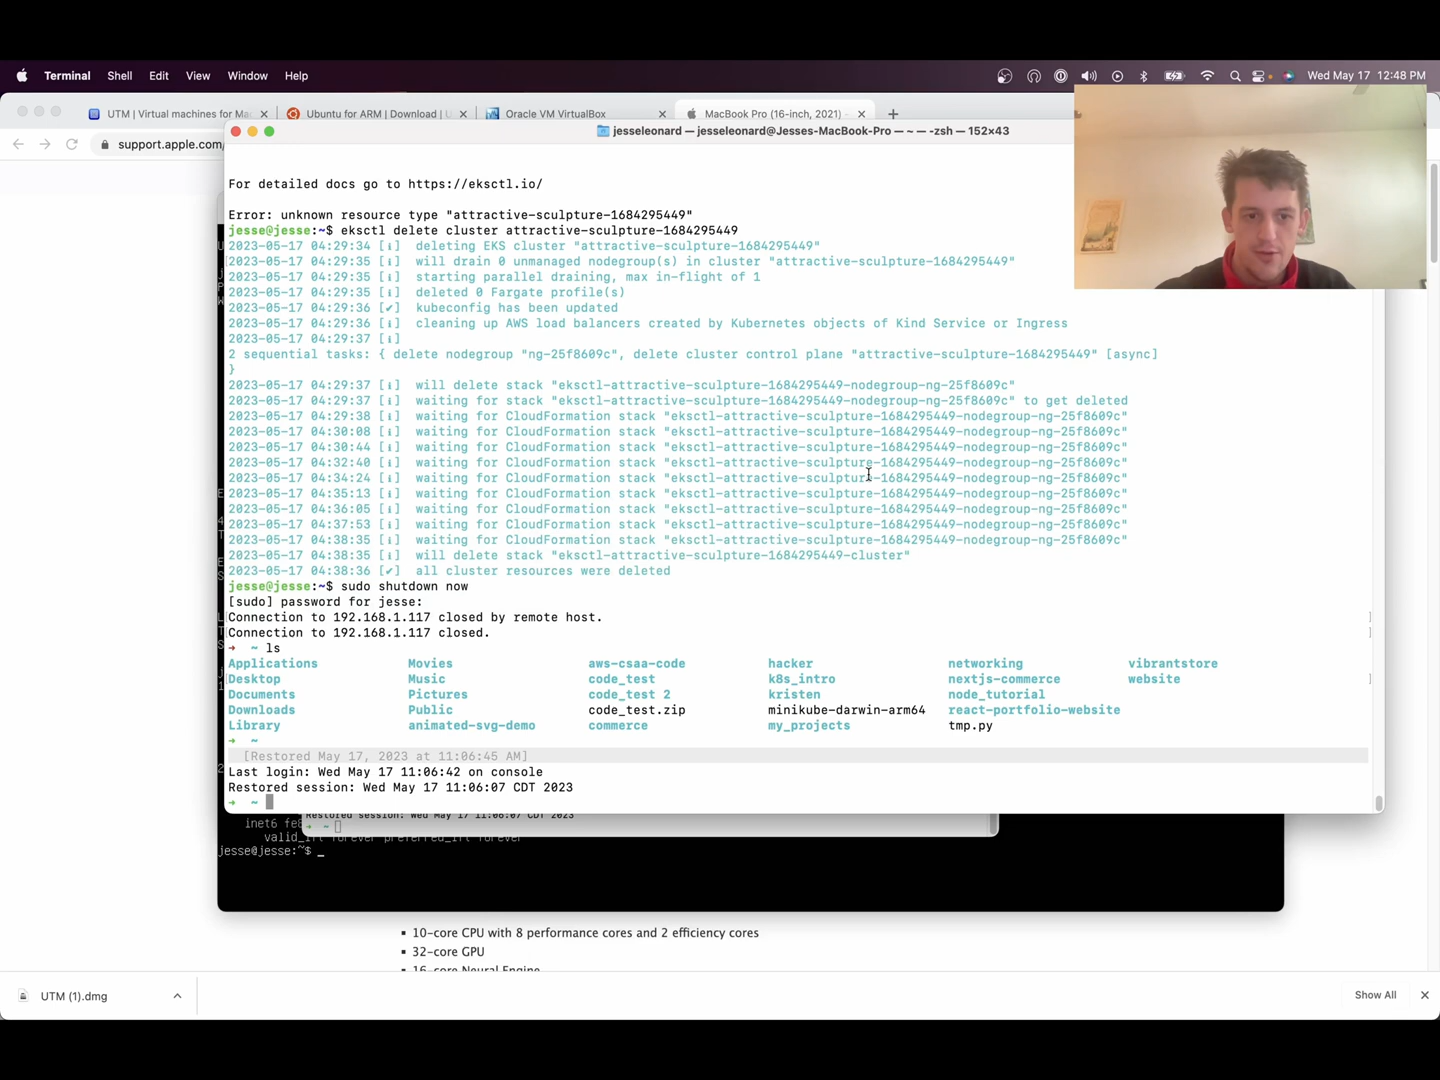 Terminal Shell Edit View Window Help Wed May 17 12:48 PM
UTM | Virtual machines for Ma Ubuntu for ARM | Download | U Oracle VM VirtualBox MacBook Pro (16-inch, 2021) -
support.apple.com/
jesseleonard — jesseleonard@Jesses-MacBook-Pro — ~ — -zsh — 152×43
For detailed docs go to https://eksctl.io/
Error: unknown resource type "attractive-sculpture-1684295449"
jesse@jesse:~$ eksctl delete cluster attractive-sculpture-1684295449
2023-05-17 04:29:34 [ℹ]  deleting EKS cluster "attractive-sculpture-1684295449"
2023-05-17 04:29:35 [ℹ]  will drain 0 unmanaged nodegroup(s) in cluster "attractive-sculpture-1684295449"
2023-05-17 04:29:35 [ℹ]  starting parallel draining, max in-flight of 1
2023-05-17 04:29:35 [ℹ]  deleted 0 Fargate profile(s)
2023-05-17 04:29:36 [✔]  kubeconfig has been updated
2023-05-17 04:29:36 [ℹ]  cleaning up AWS load balancers created by Kubernetes objects of Kind Service or Ingress
2023-05-17 04:29:37 [ℹ]
2 sequential tasks: { delete nodegroup "ng-25f8609c", delete cluster control plane "attractive-sculpture-1684295449" [async]
}
2023-05-17 04:29:37 [ℹ]  will delete stack "eksctl-attractive-sculpture-1684295449-nodegroup-ng-25f8609c"
2023-05-17 04:29:37 [ℹ]  waiting for stack "eksctl-attractive-sculpture-1684295449-nodegroup-ng-25f8609c" to get deleted
2023-05-17 04:29:38 [ℹ]  waiting for CloudFormation stack "eksctl-attractive-sculpture-1684295449-nodegroup-ng-25f8609c"
2023-05-17 04:30:08 [ℹ]  waiting for CloudFormation stack "eksctl-attractive-sculpture-1684295449-nodegroup-ng-25f8609c"
2023-05-17 04:30:44 [ℹ]  waiting for CloudFormation stack "eksctl-attractive-sculpture-1684295449-nodegroup-ng-25f8609c"
2023-05-17 04:32:40 [ℹ]  waiting for CloudFormation stack "eksctl-attractive-sculpture-1684295449-nodegroup-ng-25f8609c"
2023-05-17 04:34:24 [ℹ]  waiting for CloudFormation stack "eksctl-attractive-sculpture-1684295449-nodegroup-ng-25f8609c"
2023-05-17 04:35:13 [ℹ]  waiting for CloudFormation stack "eksctl-attractive-sculpture-1684295449-nodegroup-ng-25f8609c"
2023-05-17 04:36:05 [ℹ]  waiting for CloudFormation stack "eksctl-attractive-sculpture-1684295449-nodegroup-ng-25f8609c"
2023-05-17 04:37:53 [ℹ]  waiting for CloudFormation stack "eksctl-attractive-sculpture-1684295449-nodegroup-ng-25f8609c"
2023-05-17 04:38:35 [ℹ]  waiting for CloudFormation stack "eksctl-attractive-sculpture-1684295449-nodegroup-ng-25f8609c"
2023-05-17 04:38:35 [ℹ]  will delete stack "eksctl-attractive-sculpture-1684295449-cluster"
2023-05-17 04:38:36 [✔]  all cluster resources were deleted
jesse@jesse:~$ sudo shutdown now
[sudo] password for jesse:
Connection to 192.168.1.117 closed by remote host.
Connection to 192.168.1.117 closed.
→ ~ ls
Applications Movies aws-csaa-code hacker networking vibrantstore
Desktop Music code_test k8s_intro nextjs-commerce website
Documents Pictures code_test 2 kristen node_tutorial
Downloads Public code_test.zip minikube-darwin-arm64 react-portfolio-website
Library animated-svg-demo commerce my_projects tmp.py
→ ~
[Restored May 17, 2023 at 11:06:45 AM]
Last login: Wed May 17 11:06:42 on console
Restored session: Wed May 17 11:06:07 CDT 2023
→ ~
Restored session: Wed May 17 11:06:07 CDT 2023
→ ~
inet6 fe8
valid_lft forever preferred_lft forever
jesse@jesse:~$ _
▪ 10-core CPU with 8 performance cores and 2 efficiency cores
▪ 32-core GPU
▪ 16-core Neural Engine
UTM (1).dmg Show All